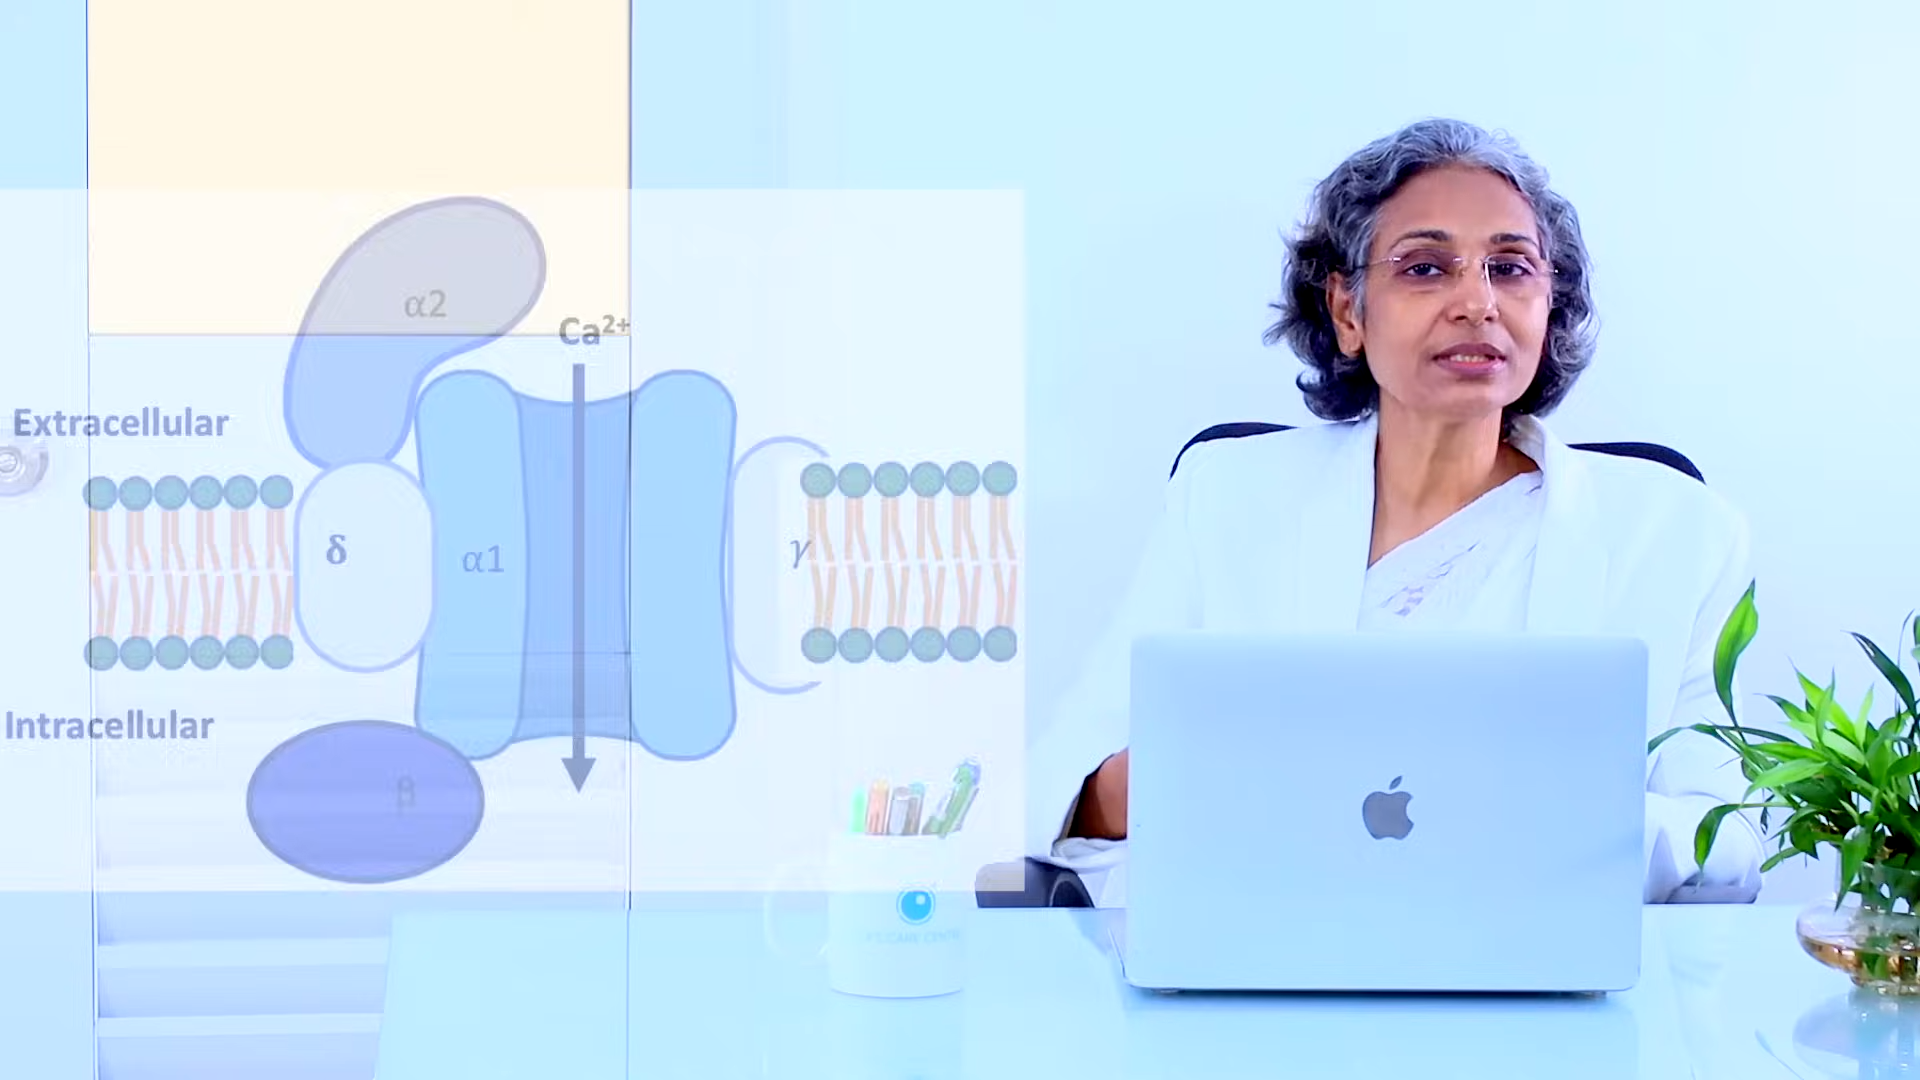 α2
Ca²⁺
Extracellular
δ
α1
γ
Intracellular
β